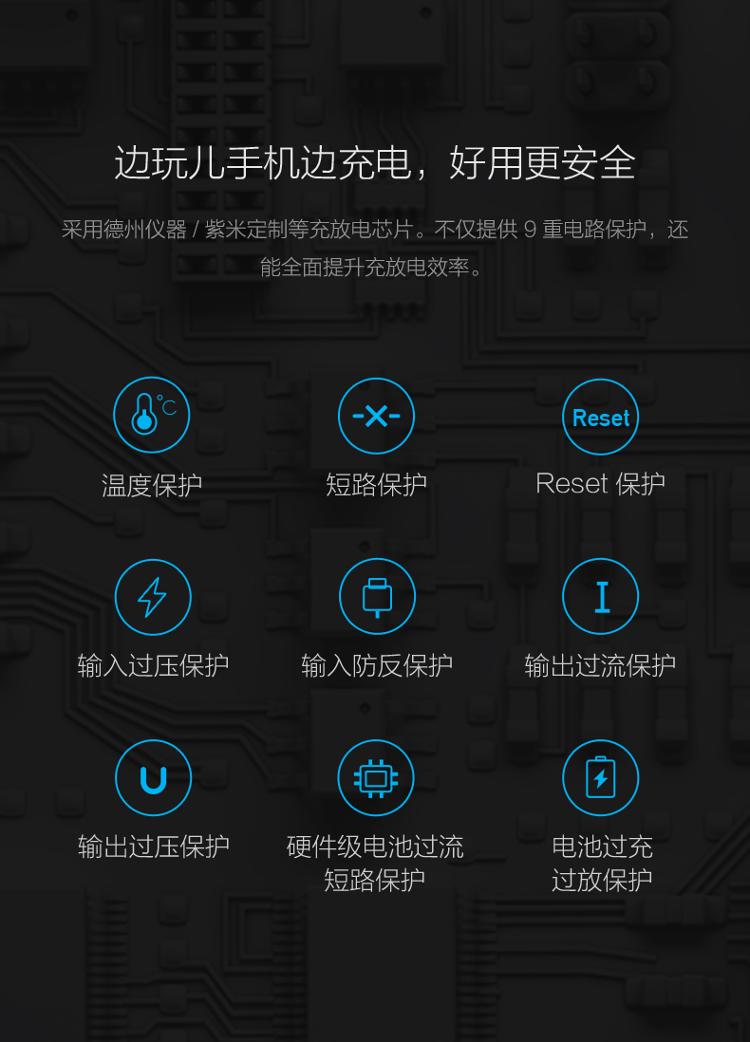 边玩儿手机边充电，好用更安全
采用德州仪器 / 紫米定制等充放电芯片。不仅提供 9 重电路保护，还
能全面提升充放电效率。
°C
Reset
温度保护
短路保护
Reset 保护
I
输入过压保护
输入防反保护
输出过流保护
U
输出过压保护
硬件级电池过流
短路保护
电池过充
过放保护